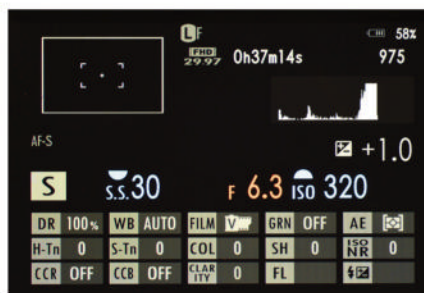 L F 58%
FHD
29.97 0h37m14s 975
AF-S
+1.0
S S.S. 30 F 6.3 ISO 320
DR 100% WB AUTO FILM V GRN OFF AE
H-Tn 0 S-Tn 0 COL 0 SH 0 ISO NR 0
CCR OFF CCB OFF CLARITY 0 FL